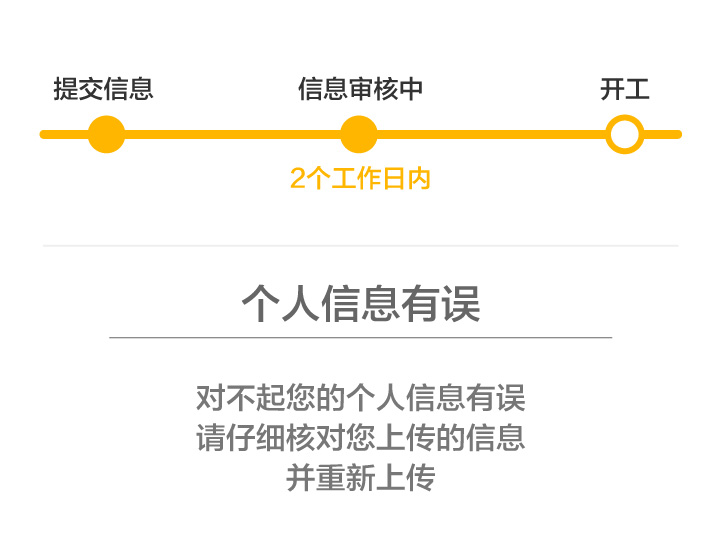 提交信息 信息审核中 开工
2个工作日内
个人信息有误
对不起您的个人信息有误
请仔细核对您上传的信息
并重新上传